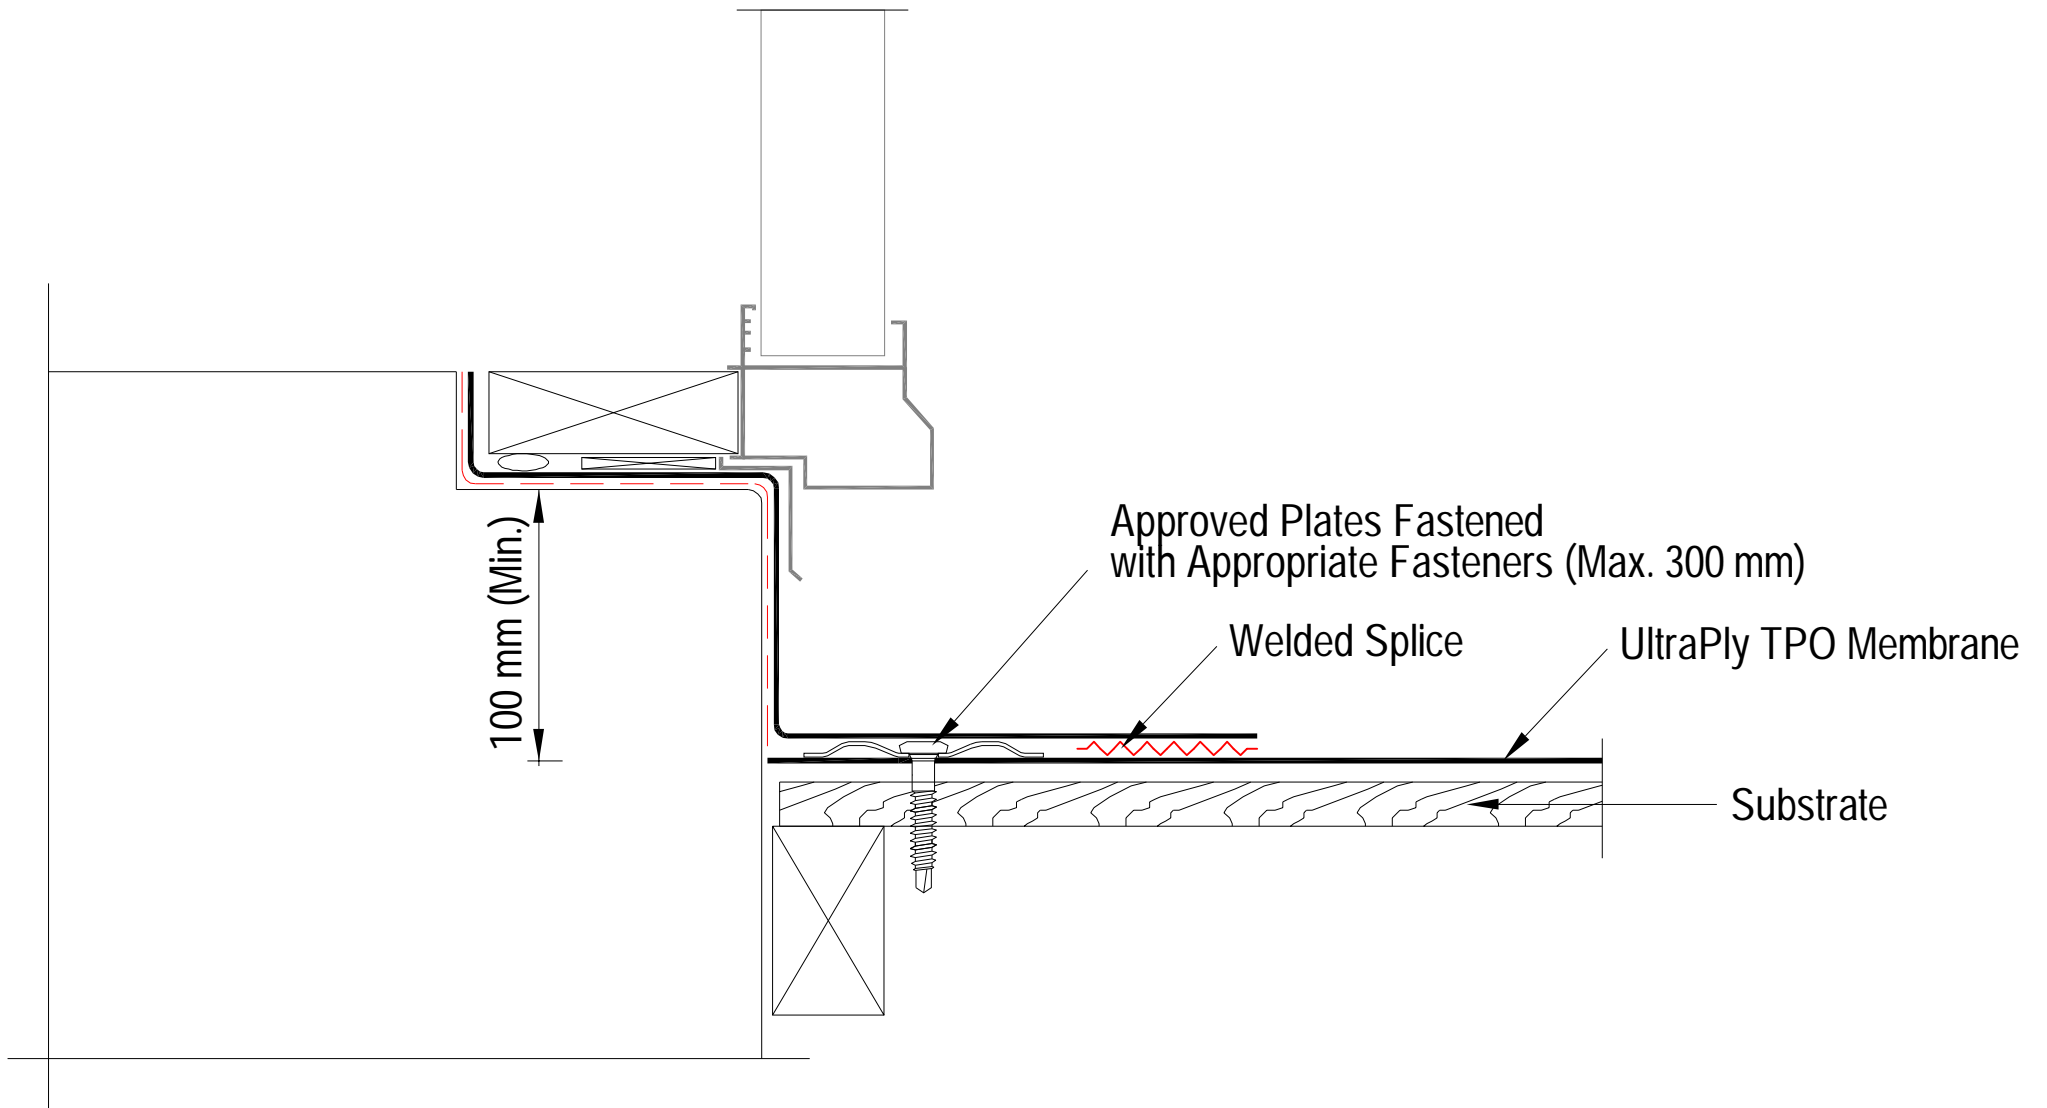 Approved Plates Fastened
with Appropriate Fasteners (Max. 300 mm)
100 mm (Min.)
Welded Splice
UltraPly TPO Membrane
Substrate